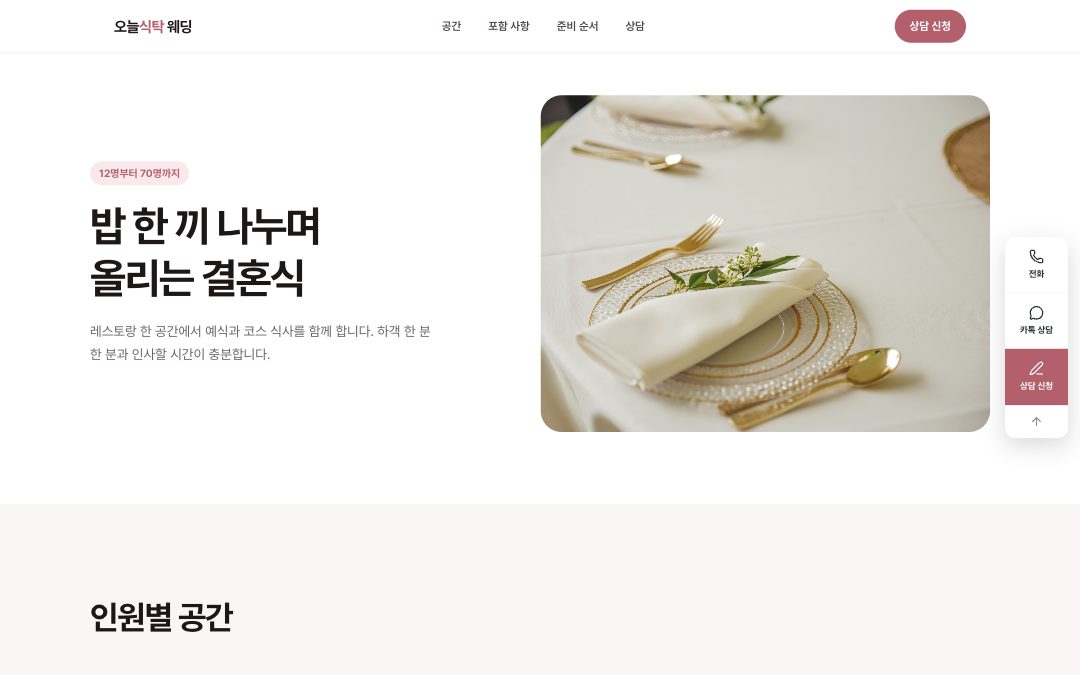 오늘식탁 웨딩
공간
포함 사항
준비 순서
상담
상담 신청
12명부터 70명까지
밥 한 끼 나누며
올리는 결혼식
레스토랑 한 공간에서 예식과 코스 식사를 함께 합니다. 하객 한 분
한 분과 인사할 시간이 충분합니다.
전화
카톡 상담
상담 신청
인원별 공간